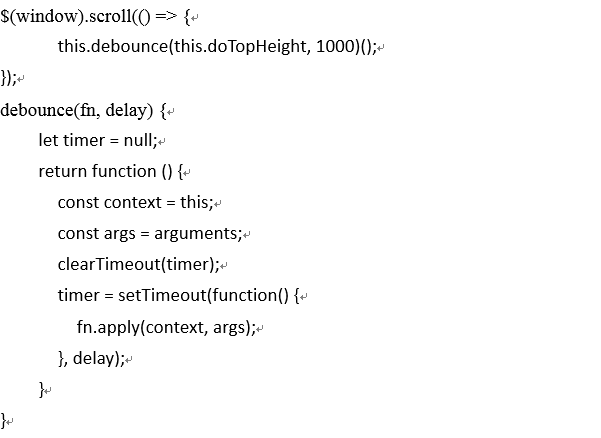 $(window).scroll(() => {
this.debounce(this.doTopHeight, 1000)();
});
debounce(fn, delay) {
let timer = null;
return function () {
const context = this;
const args = arguments;
clearTimeout(timer);
timer = setTimeout(function() {
fn.apply(context, args);
}, delay);
}
}